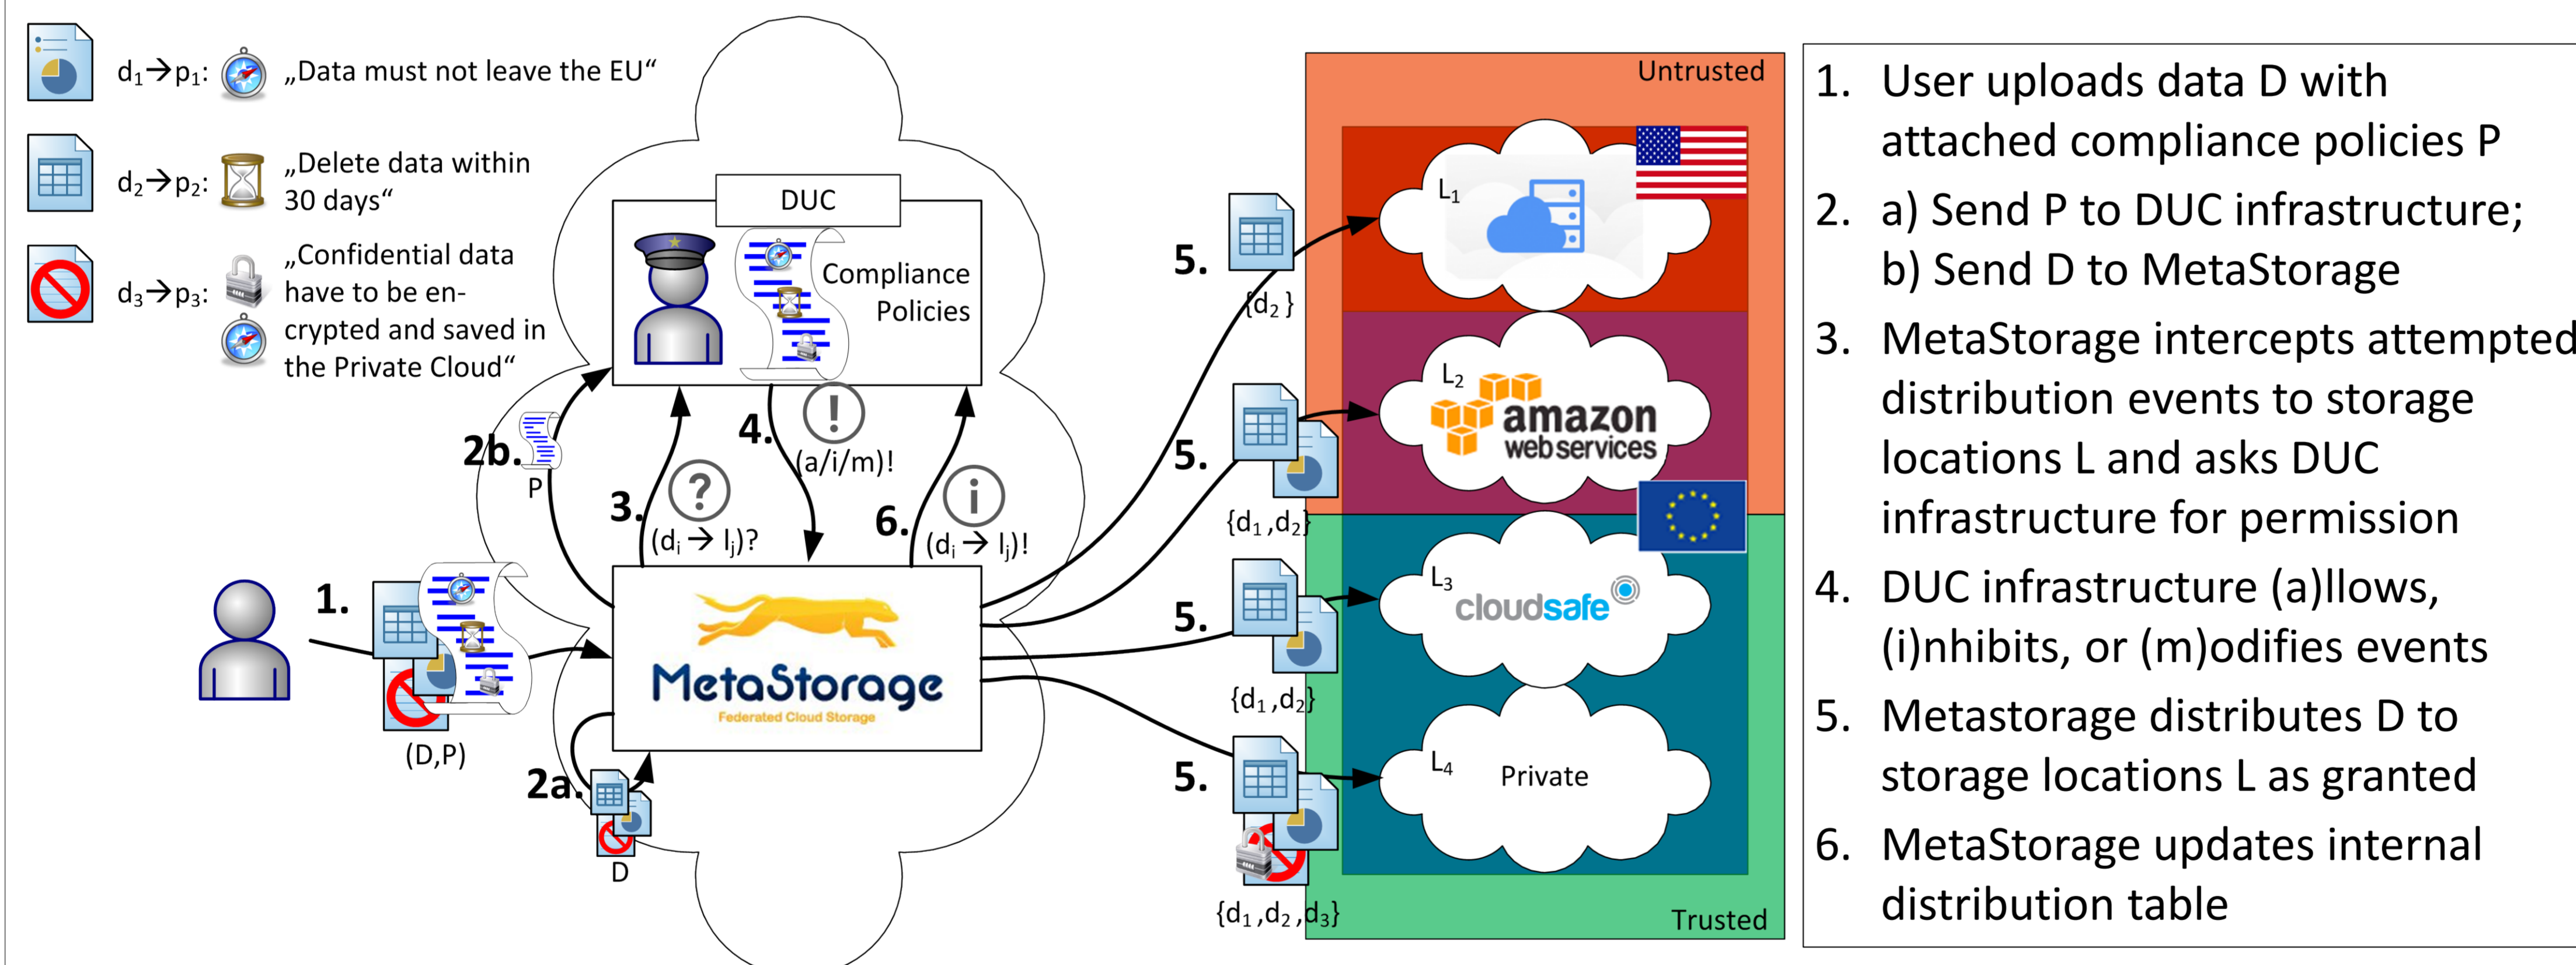 d₁→p₁: „Data must not leave the EU“
d₂→p₂: „Delete data within
30 days“
d₃→p₃: „Confidential data
have to be en-
crypted and saved in
the Private Cloud“
DUC
Compliance
Policies
2b.
P
3.
?
(dᵢ → lⱼ)?
4.
!
(a/i/m)!
6.
i
(dᵢ → lⱼ)!
1.
(D,P)
MetaStorage
Federated Cloud Storage
2a.
D
5.
{d₂ }
5.
{d₁ ,d₂}
5.
{d₁ ,d₂}
5.
{d₁ ,d₂ ,d₃}
Untrusted
L₁
L₂
amazon
webservices
L₃
cloudsafe
L₄
Private
Trusted
1. User uploads data D with
attached compliance policies P
2. a) Send P to DUC infrastructure;
b) Send D to MetaStorage
3. MetaStorage intercepts attempted
distribution events to storage
locations L and asks DUC
infrastructure for permission
4. DUC infrastructure (a)llows,
(i)nhibits, or (m)odifies events
5. Metastorage distributes D to
storage locations L as granted
6. MetaStorage updates internal
distribution table